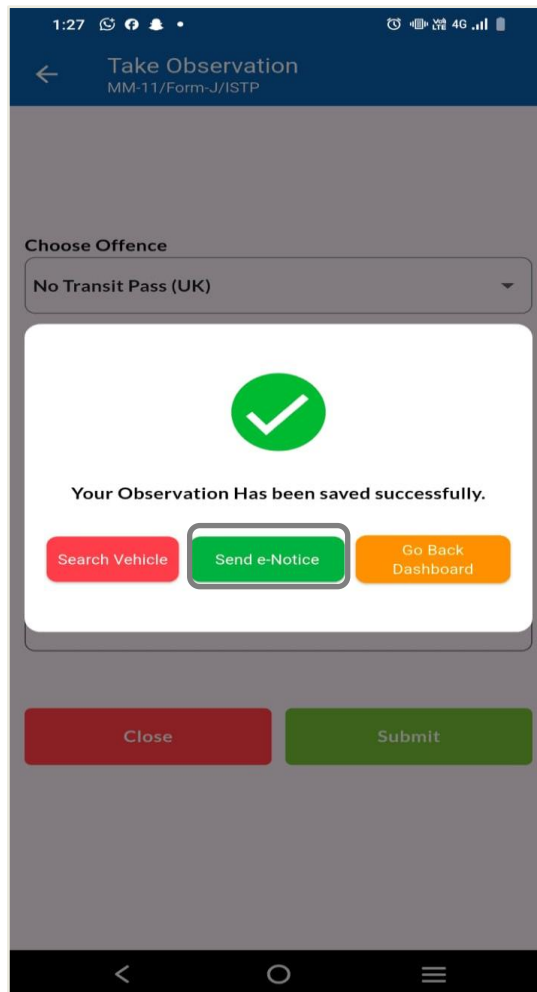 1:27 4G
Take Observation
MM-11/Form-J/ISTP
Choose Offence
No Transit Pass (UK)
Your Observation Has been saved successfully.
Search Vehicle Send e-Notice Go Back
Dashboard
Close Submit